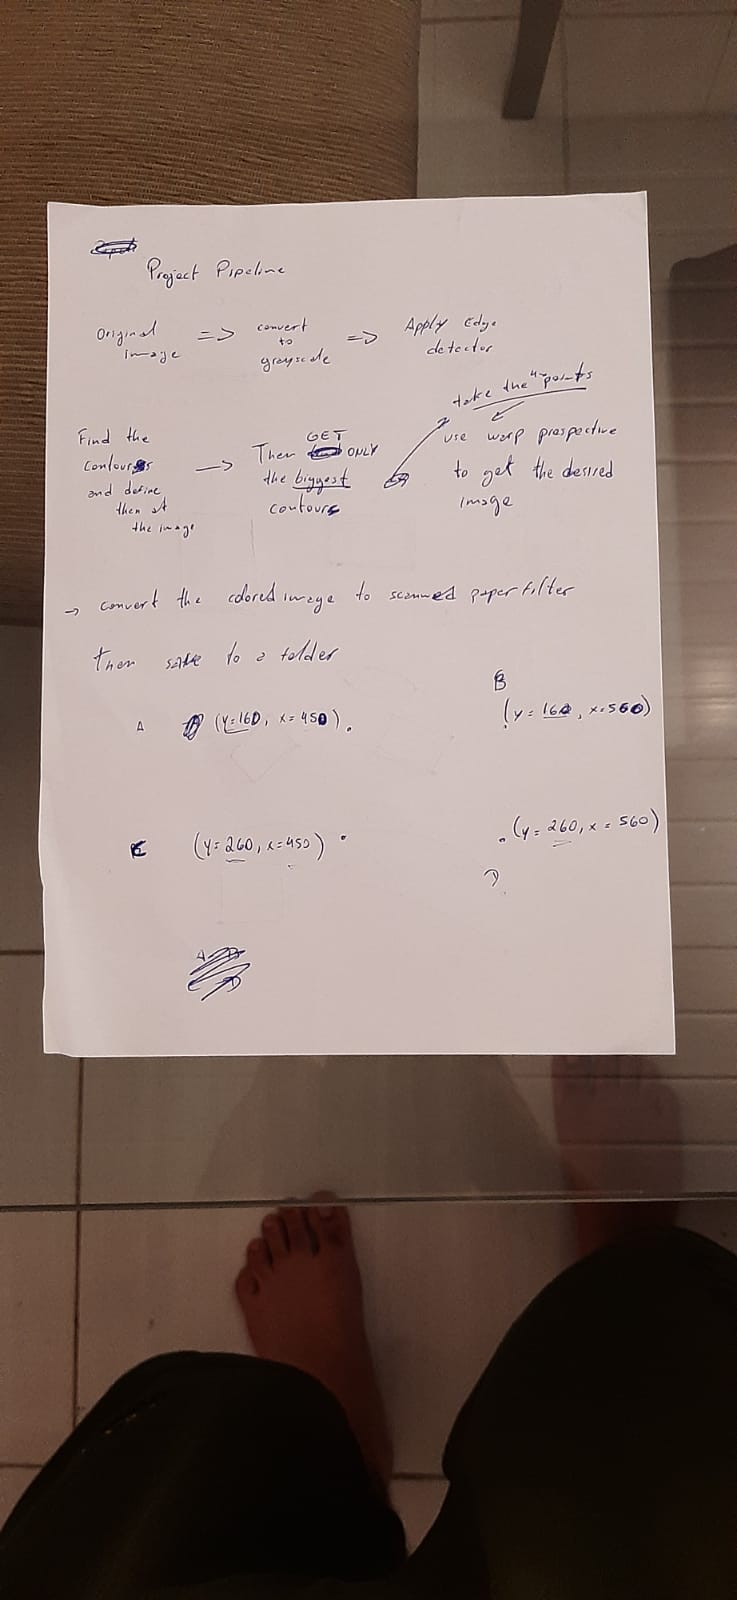 Project Pipeline
Original => convert => Apply Edge
image to detector
grayscale
take the "4" points
Find the -> Then GET ONLY use warp prospective
contours the biggest to get the desired
and define contours image
then at
the image
-> convert the colored image to scanned paper filter
Then save to a folder
B
A (y=160, x=450). (y=160, x=560)
C (y=260, x=450) . .(y=260, x=560)
D